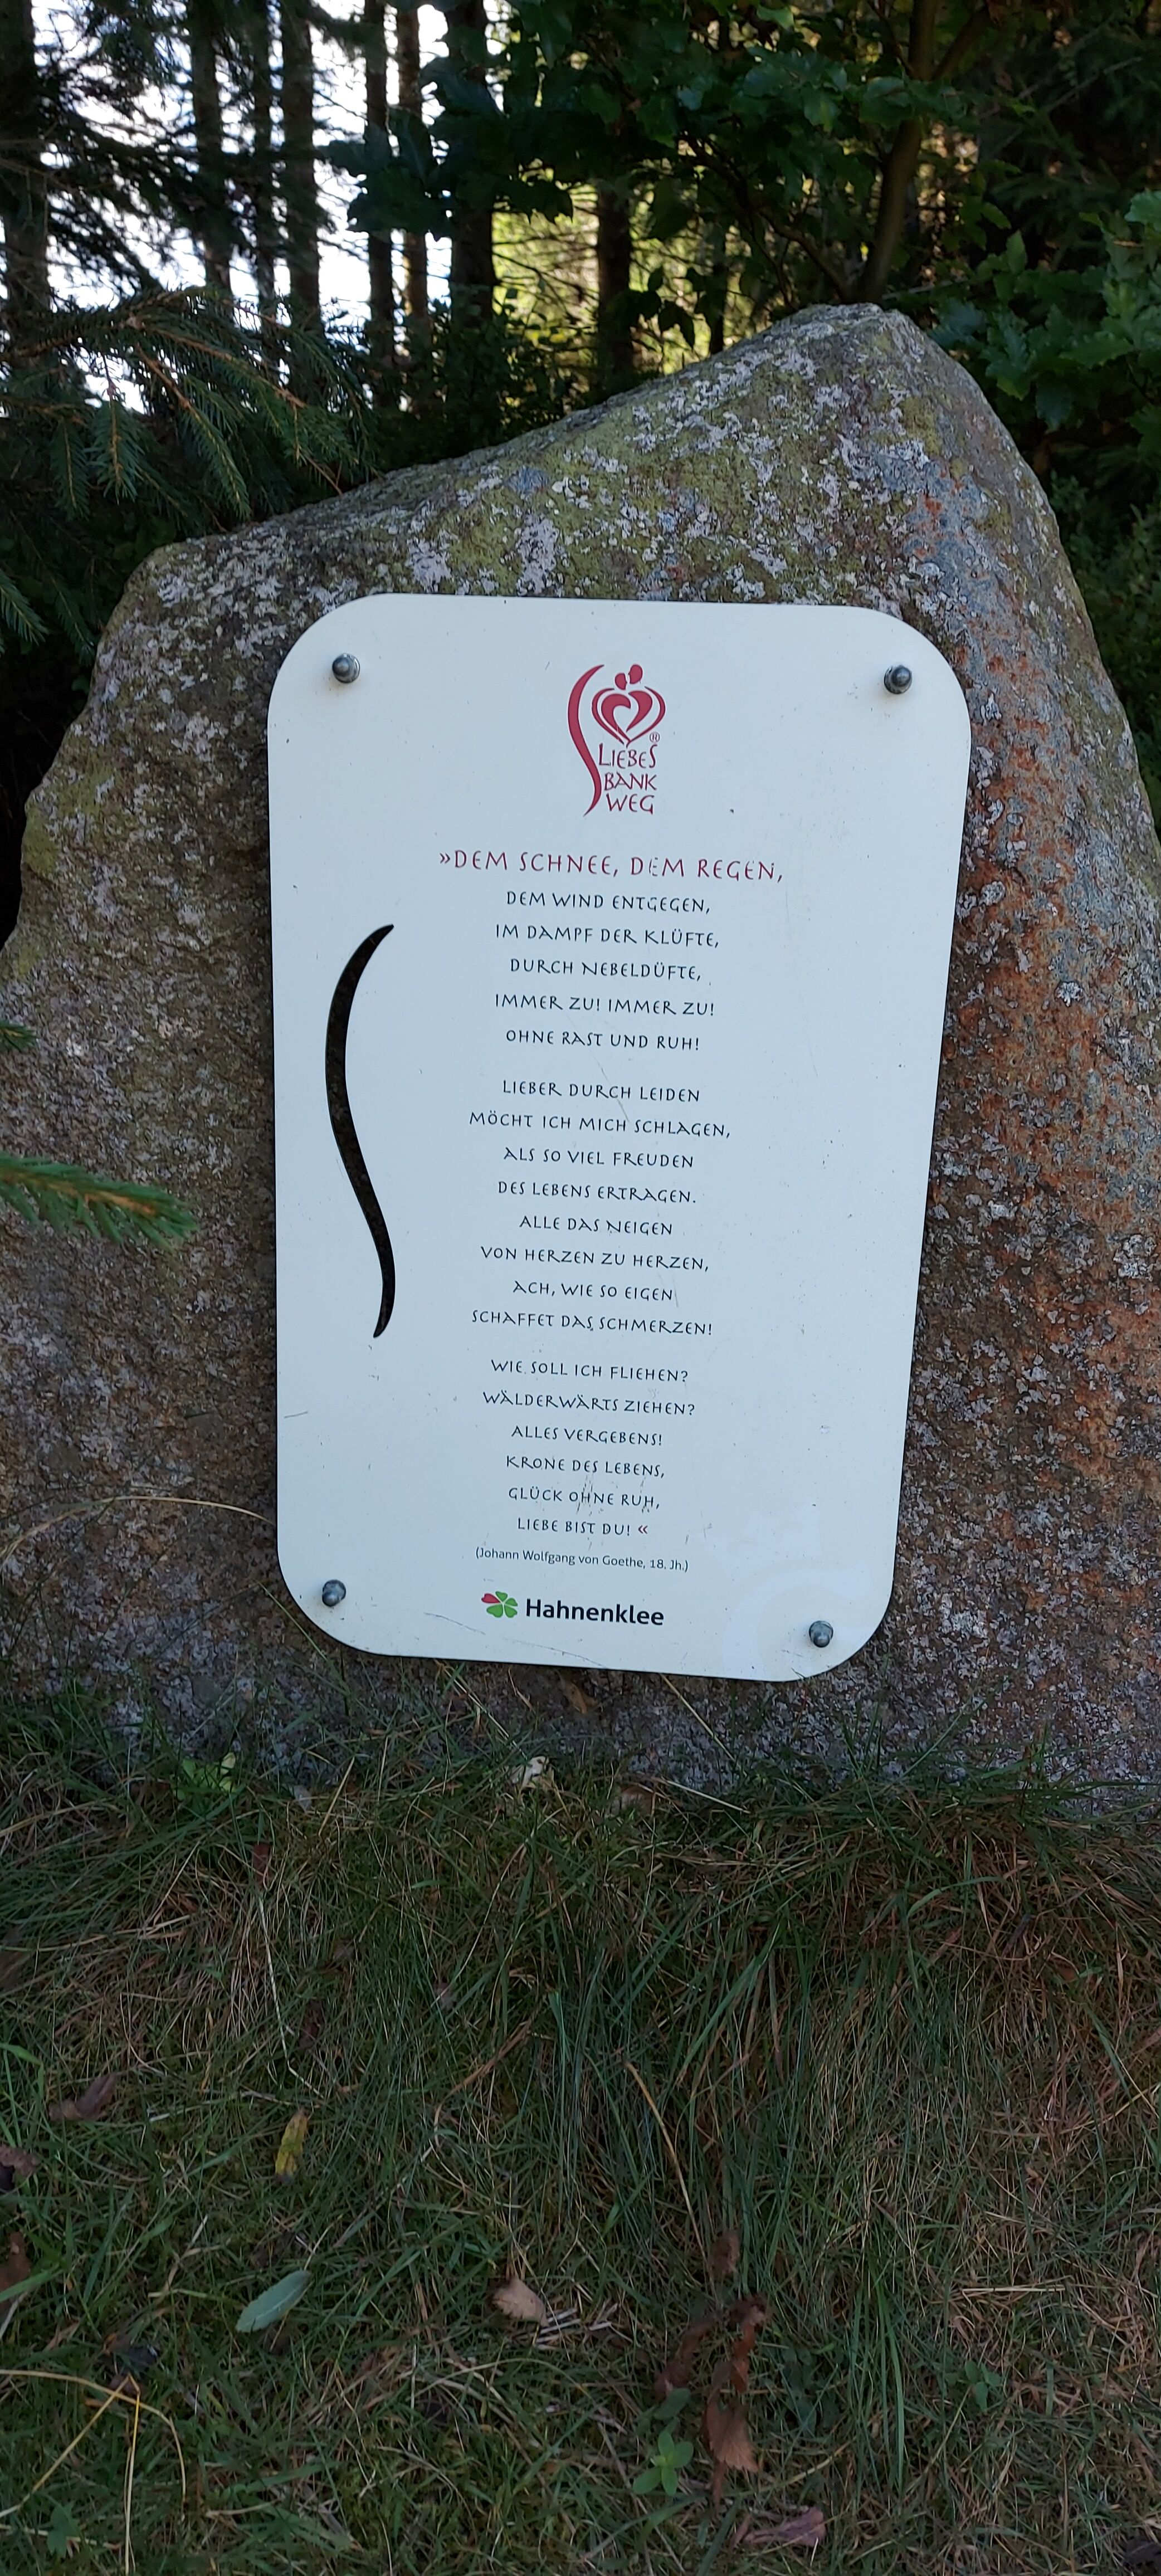 LIEBES
BANK
WEG
»DEM SCHNEE, DEM REGEN,
DEM WIND ENTGEGEN,
IM DAMPF DER KLÜFTE,
DURCH NEBELDÜFTE,
IMMER ZU! IMMER ZU!
OHNE RAST UND RUH!
LIEBER DURCH LEIDEN
MÖCHT ICH MICH SCHLAGEN,
ALS SO VIEL FREUDEN
DES LEBENS ERTRAGEN.
ALLE DAS NEIGEN
VON HERZEN ZU HERZEN,
ACH, WIE SO EIGEN
SCHAFFET DAS SCHMERZEN!
WIE SOLL ICH FLIEHEN?
WÄLDERWÄRTS ZIEHEN?
ALLES VERGEBENS!
KRONE DES LEBENS,
GLÜCK OHNE RUH,
LIEBE BIST DU! «
(Johann Wolfgang von Goethe, 18. Jh.)
Hahnenklee